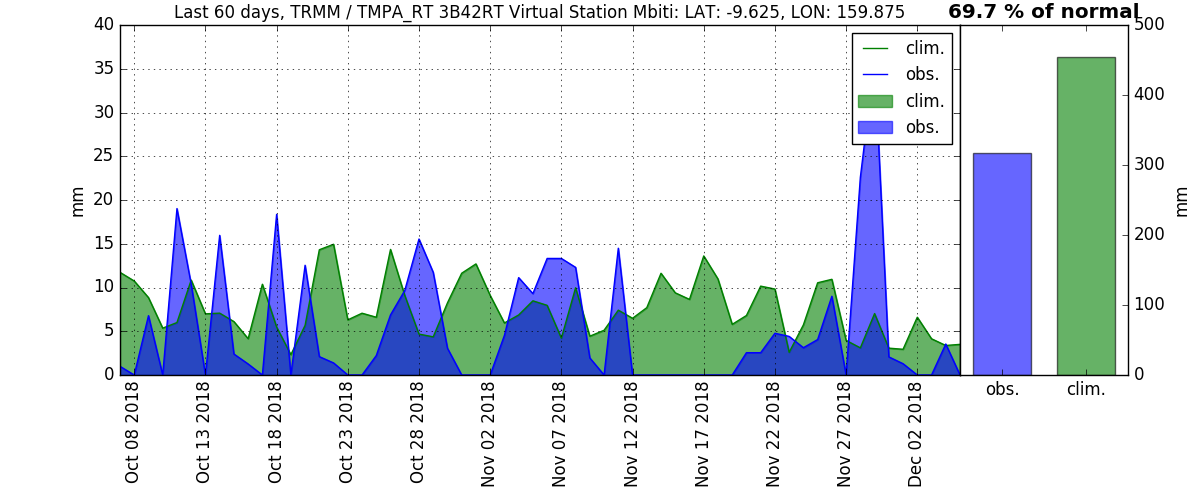 Last 60 days, TRMM / TMPA_RT 3B42RT Virtual Station Mbiti: LAT: -9.625, LON: 159.875
69.7 % of normal
40
35
30
25
20
15
10
5
0
mm
clim.
obs.
clim.
obs.
Oct 08 2018
Oct 13 2018
Oct 18 2018
Oct 23 2018
Oct 28 2018
Nov 02 2018
Nov 07 2018
Nov 12 2018
Nov 17 2018
Nov 22 2018
Nov 27 2018
Dec 02 2018
500
400
300
200
100
0
mm
obs.
clim.